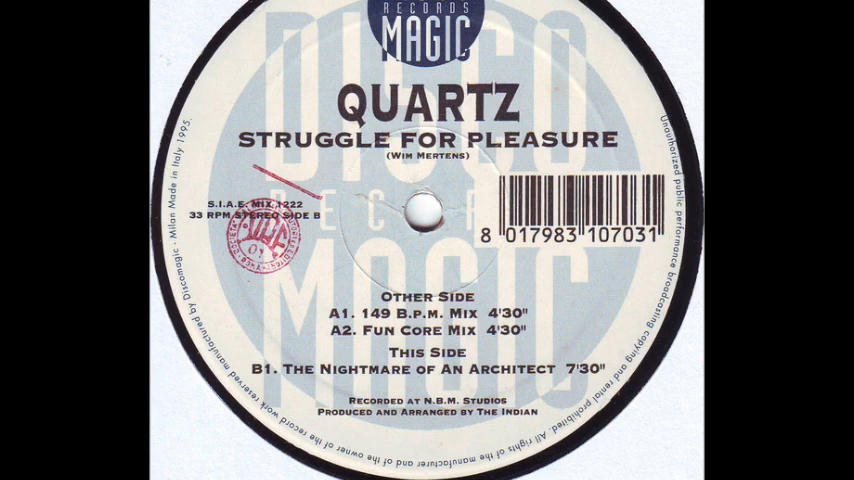 RECORDS
MAGIC
DISCO
RECORDS
MAGIC
QUARTZ
STRUGGLE FOR PLEASURE
(WIM MERTENS)
S.I.A.E. MIX 1222
33 RPM STEREO SIDE B
8 017983 107031
OTHER SIDE
A1. 149 B.P.M. MIX 4'30"
A2. FUN CORE MIX 4'30"
THIS SIDE
B1. THE NIGHTMARE OF AN ARCHITECT 7'30"
RECORDED AT N.B.M. STUDIOS
PRODUCED AND ARRANGED BY THE INDIAN
Unauthorized public performance broadcasting copying and rental prohibited. All rights of the manufacturer and of the owner of the record work reserved manufactured by Discomagic - Milan Made in Italy 1995.